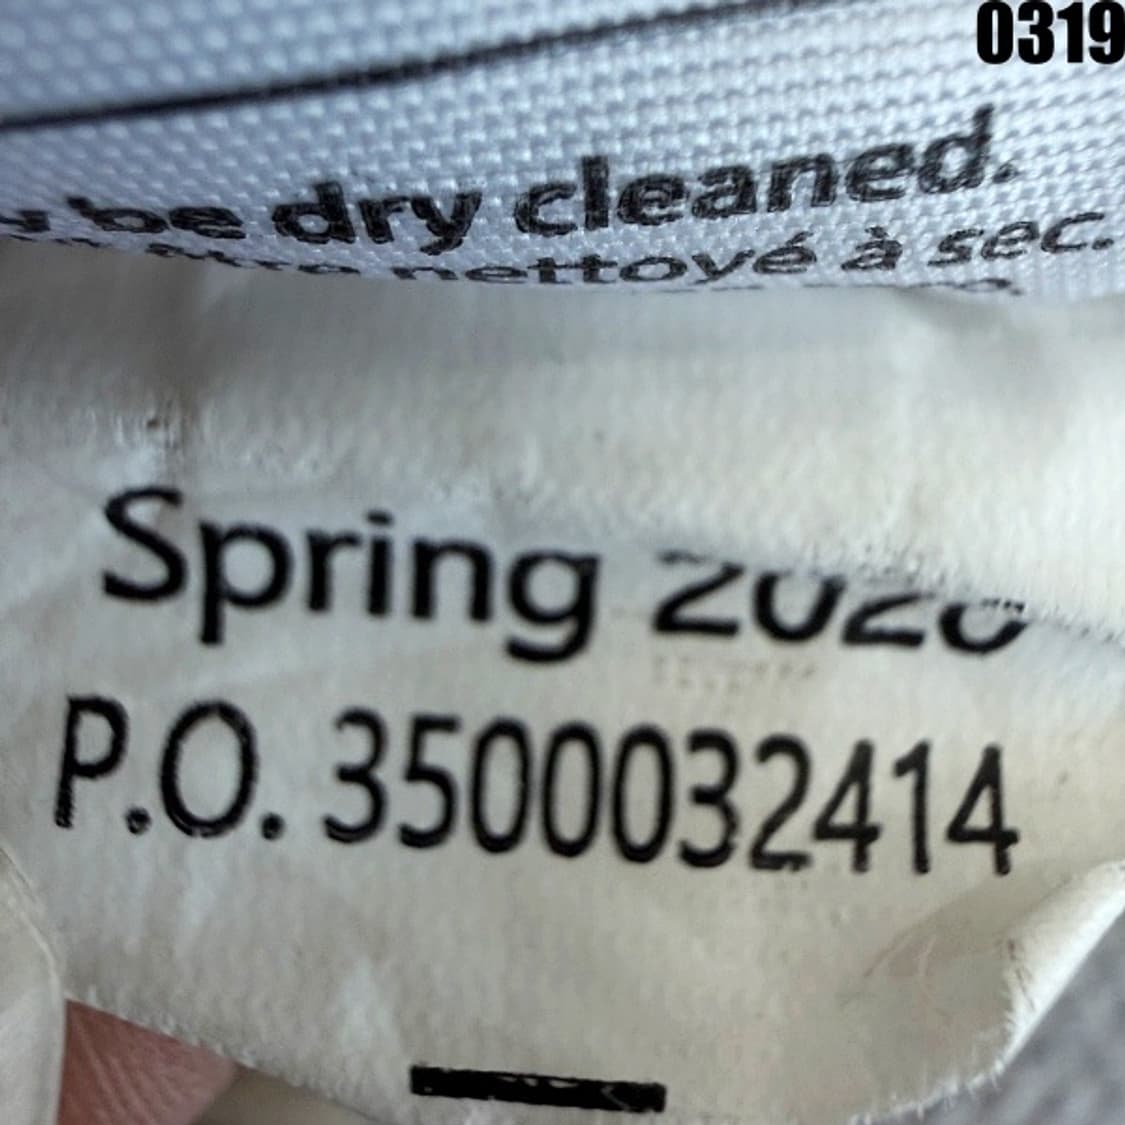 0319
be dry cleaned.
nettoyé à sec.
Spring 2020
P.O. 3500032414